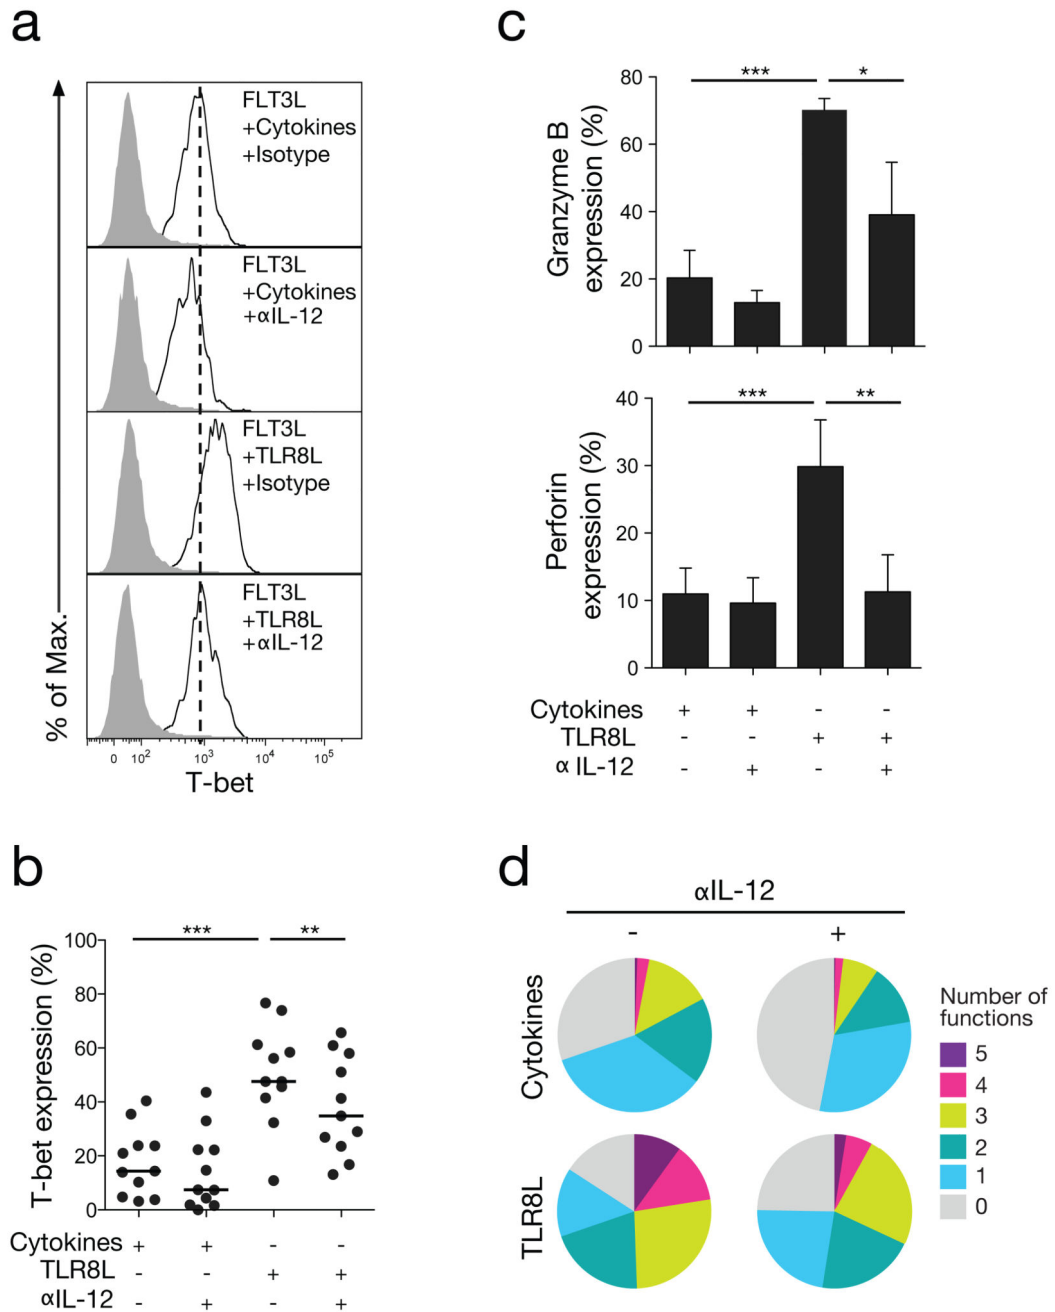 a
FLT3L
+Cytokines
+Isotype
FLT3L
+Cytokines
+αIL-12
FLT3L
+TLR8L
+Isotype
FLT3L
+TLR8L
+αIL-12
% of Max.
0 10² 10³ 10⁴ 10⁵
T-bet
b
T-bet expression (%)
100
80
60
40
20
0
*** **
Cytokines + + - -
TLR8L - - + +
αIL-12 - + - +
c
Granzyme B
expression (%)
80
60
40
20
0
*** *
Perforin
expression (%)
40
30
20
10
0
*** **
Cytokines + + - -
TLR8L - - + +
α IL-12 - + - +
d
αIL-12
- +
Cytokines
TLR8L
Number of
functions
5
4
3
2
1
0